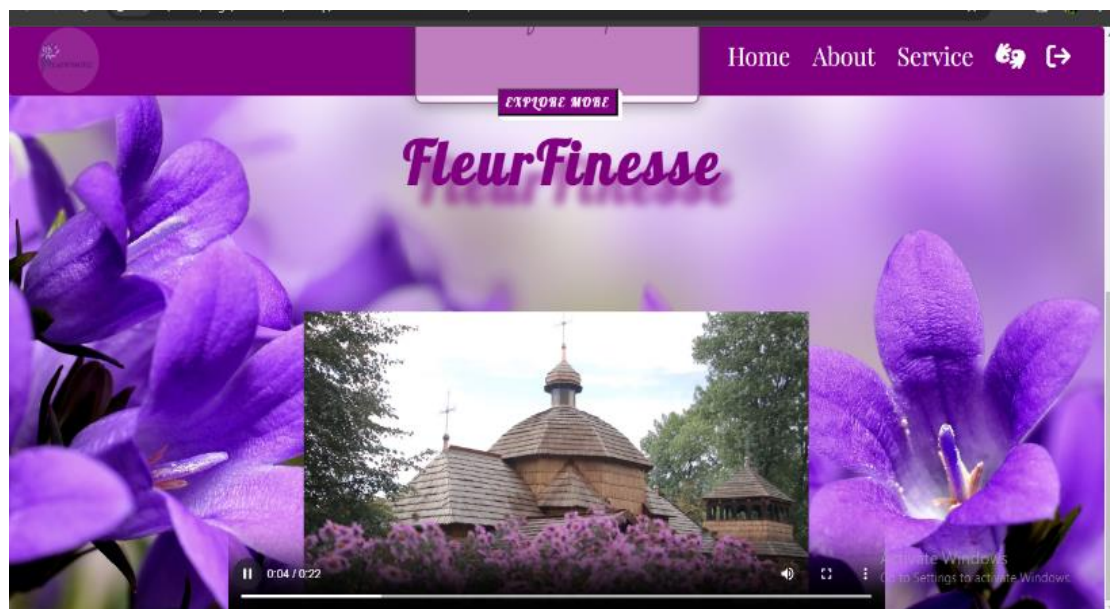 Home About Service
EXPLORE MORE
FleurFinesse
0:04 / 0:22
Activate Windows
Go to Settings to activate Windows.